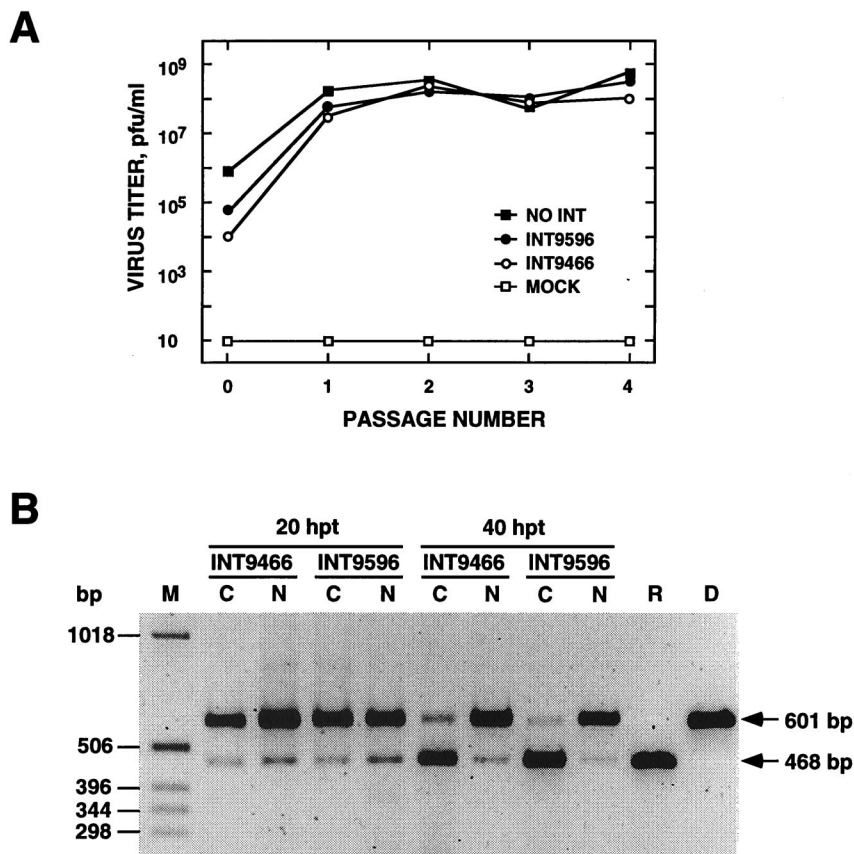 A
VIRUS TITER, pfu/ml
10⁹
10⁷
10⁵
10³
10
NO INT
INT9596
INT9466
MOCK
0 1 2 3 4
PASSAGE NUMBER
B
20 hpt 40 hpt
INT9466 INT9596 INT9466 INT9596
bp M C N C N C N C N R D
1018
601 bp
506
468 bp
396
344
298